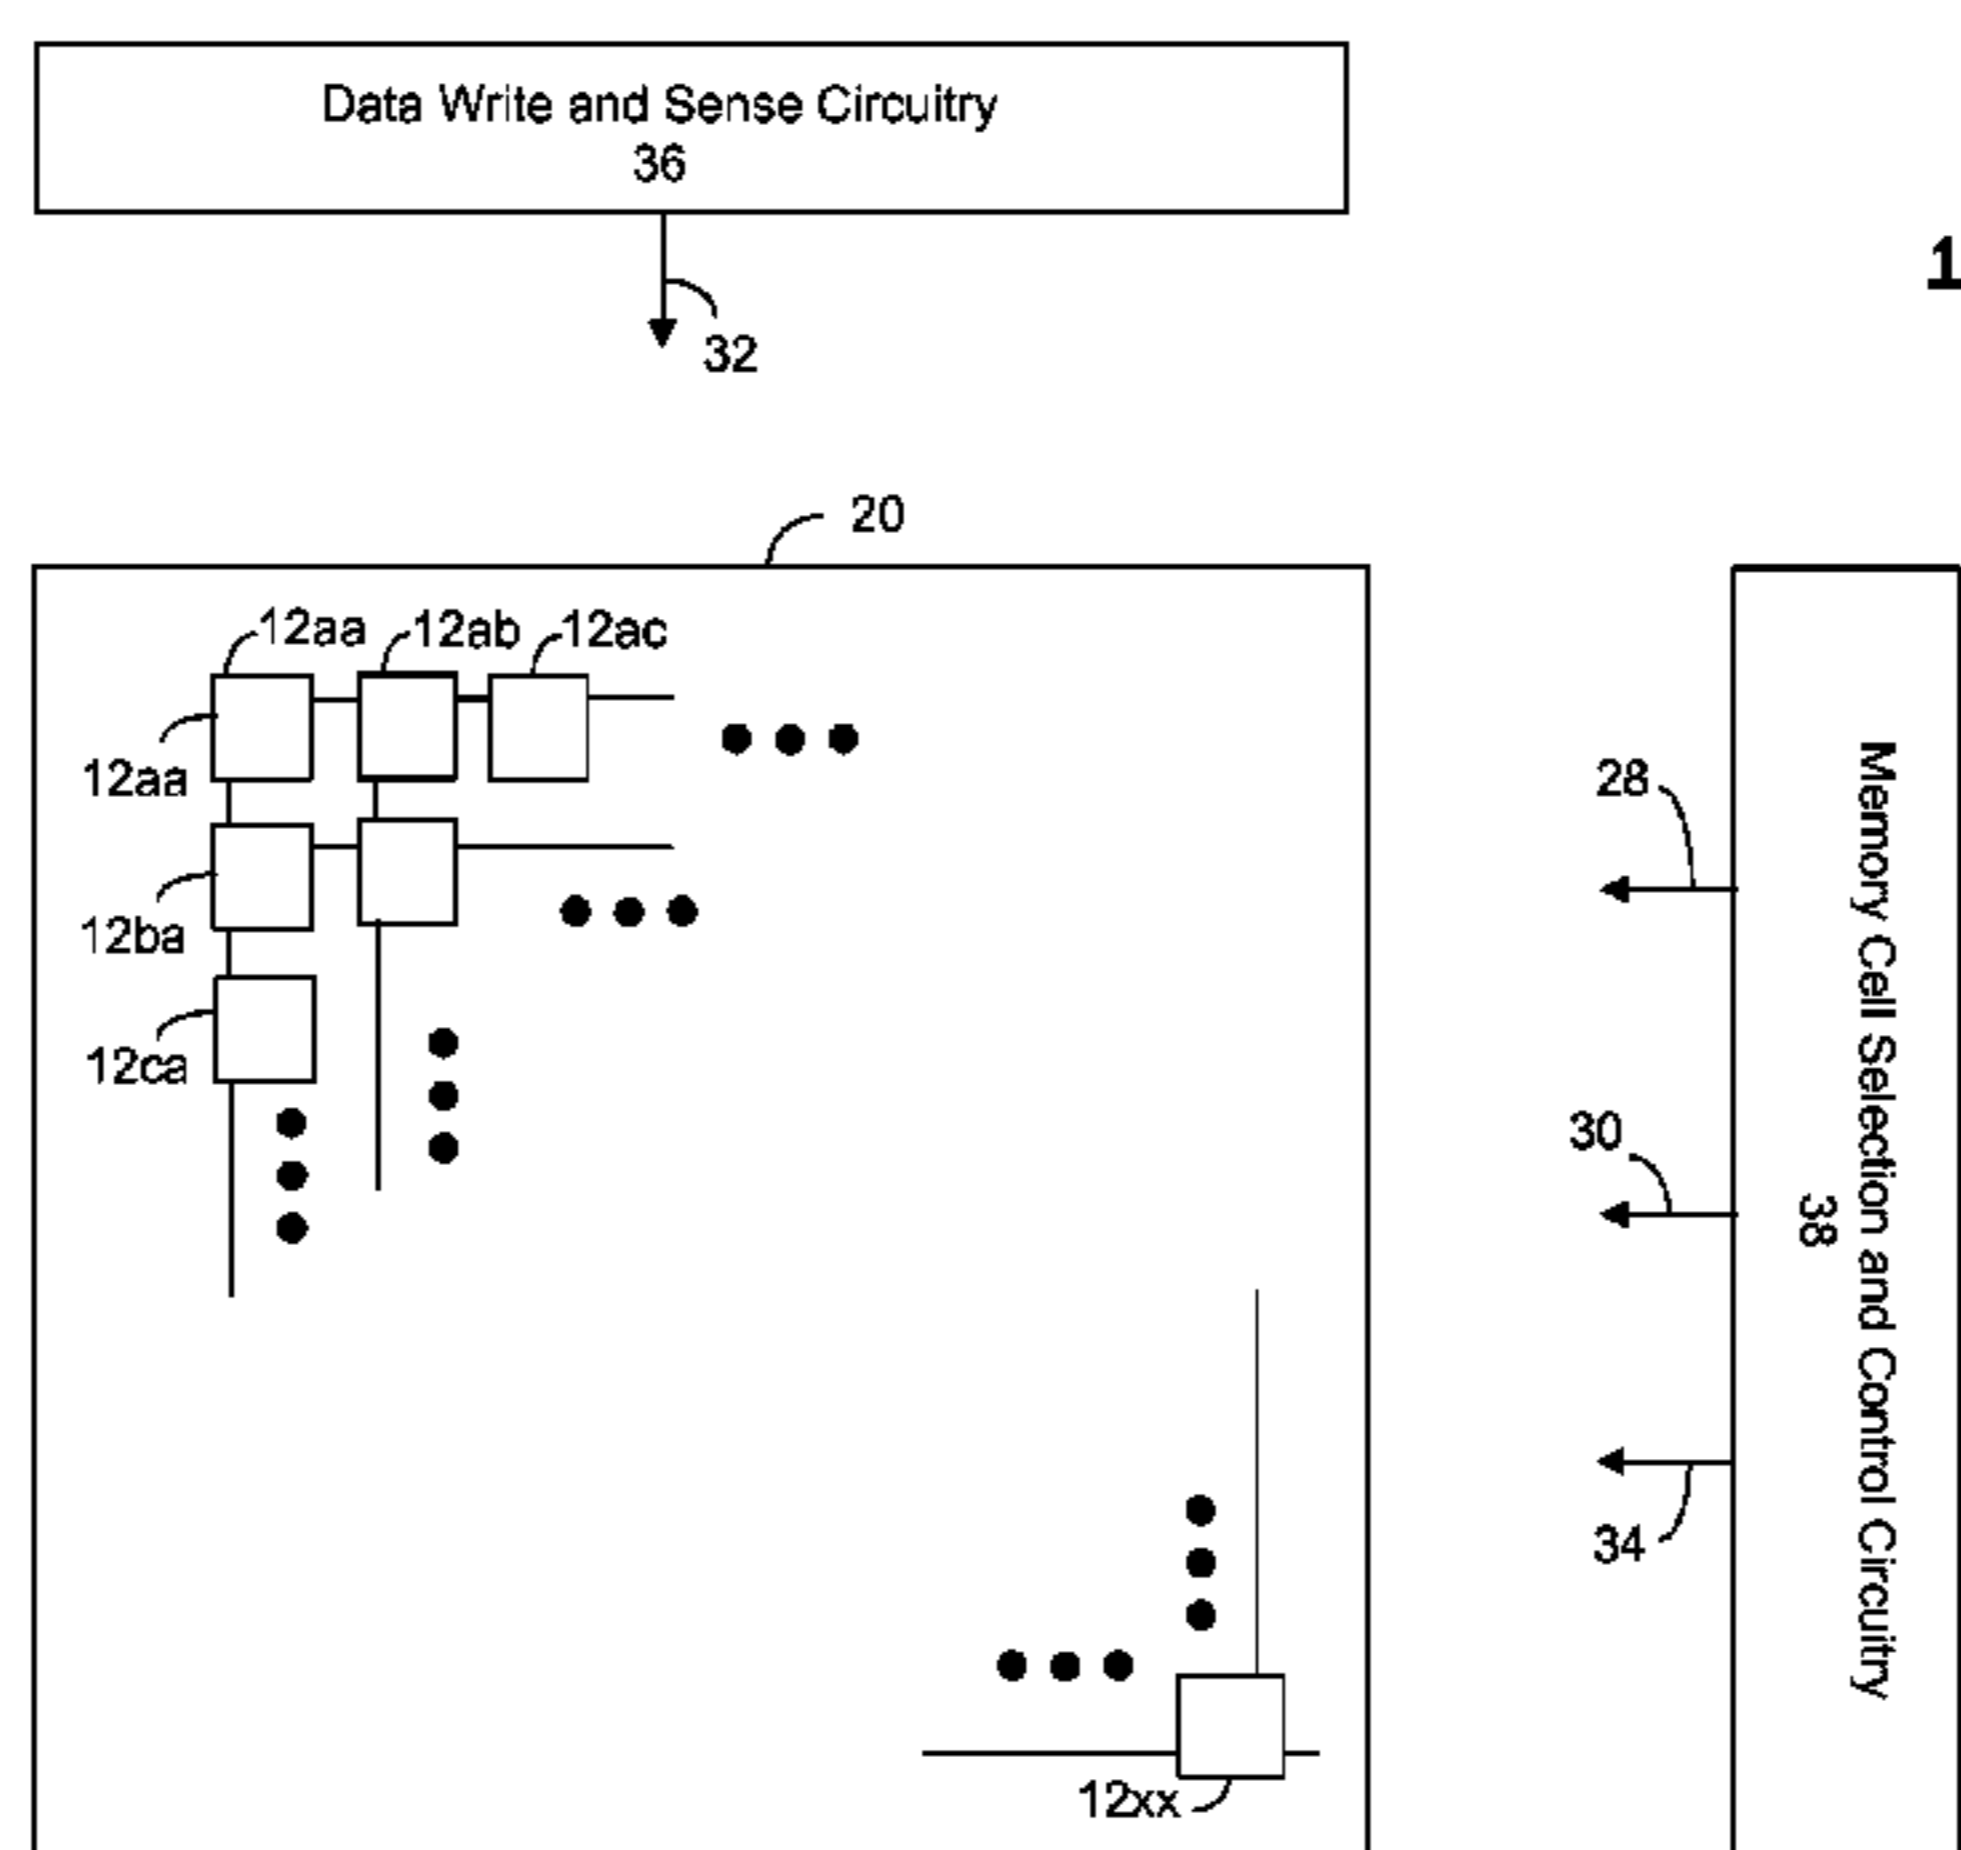 Data Write and Sense Circuitry
36
1
32
20
12aa 12ab 12ac
12aa
12ba
12ca
28
30
34
Memory Cell Selection and Control Circuitry
38
12xx